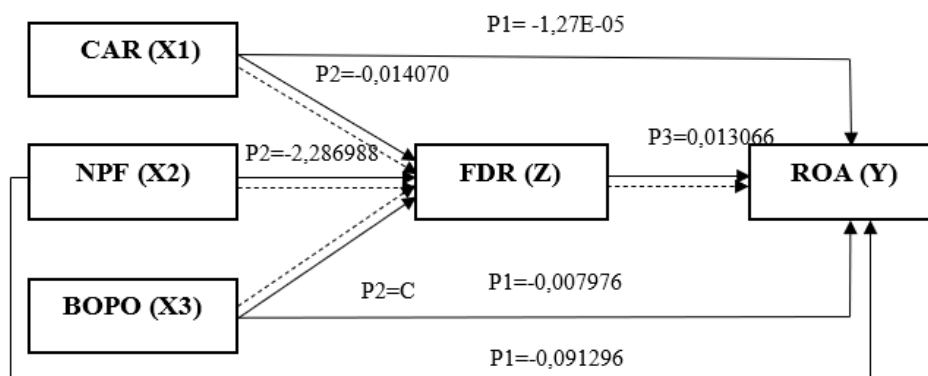 P1= -1,27E-05
CAR (X1)
P2=-0,014070
P2=-2,286988
P3=0,013066
NPF (X2)
FDR (Z)
ROA (Y)
BOPO (X3)
P2=C
P1=-0,007976
P1=-0,091296